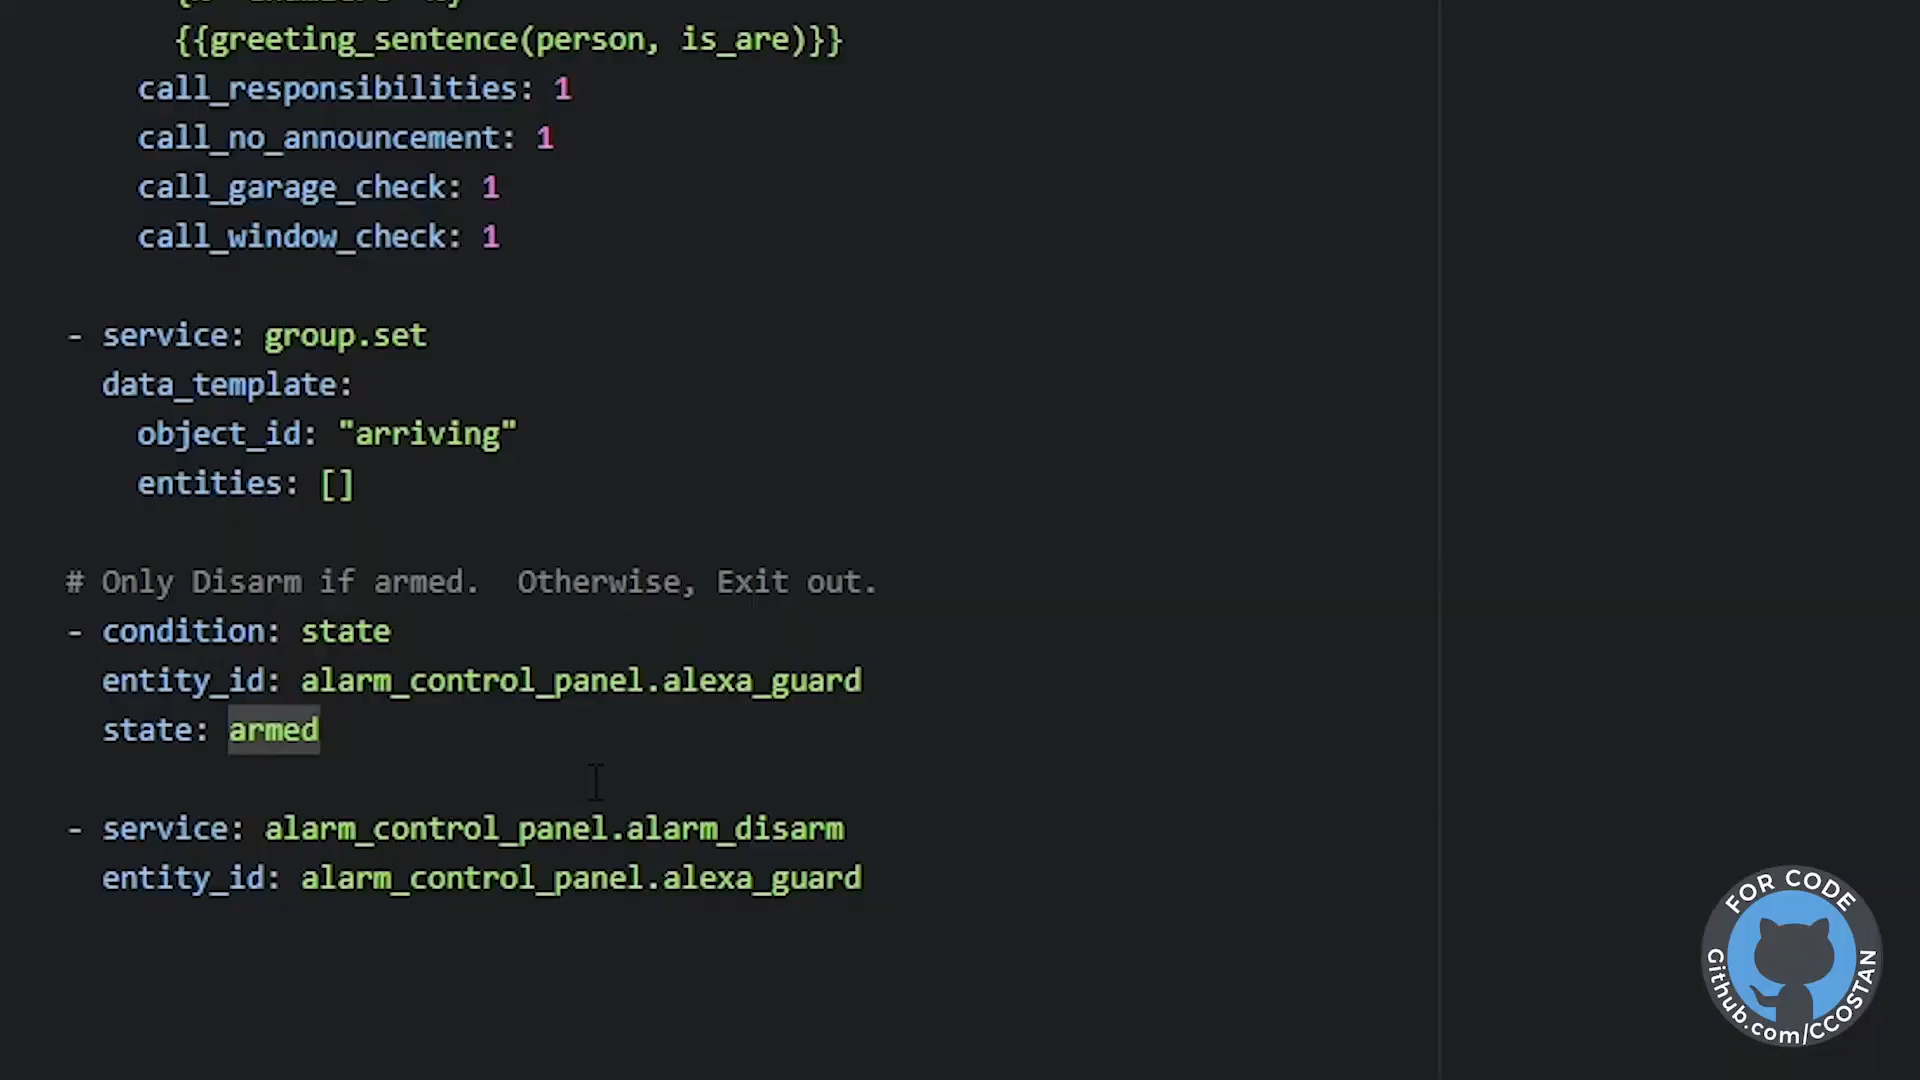 {{greeting_sentence(person, is_are)}}
call_responsibilities: 1
call_no_announcement: 1
call_garage_check: 1
call_window_check: 1
- service: group.set
data_template:
object_id: "arriving"
entities: []
# Only Disarm if armed.  Otherwise, Exit out.
- condition: state
entity_id: alarm_control_panel.alexa_guard
state: armed
- service: alarm_control_panel.alarm_disarm
entity_id: alarm_control_panel.alexa_guard
FOR CODE
Github.com/CCOSTAN